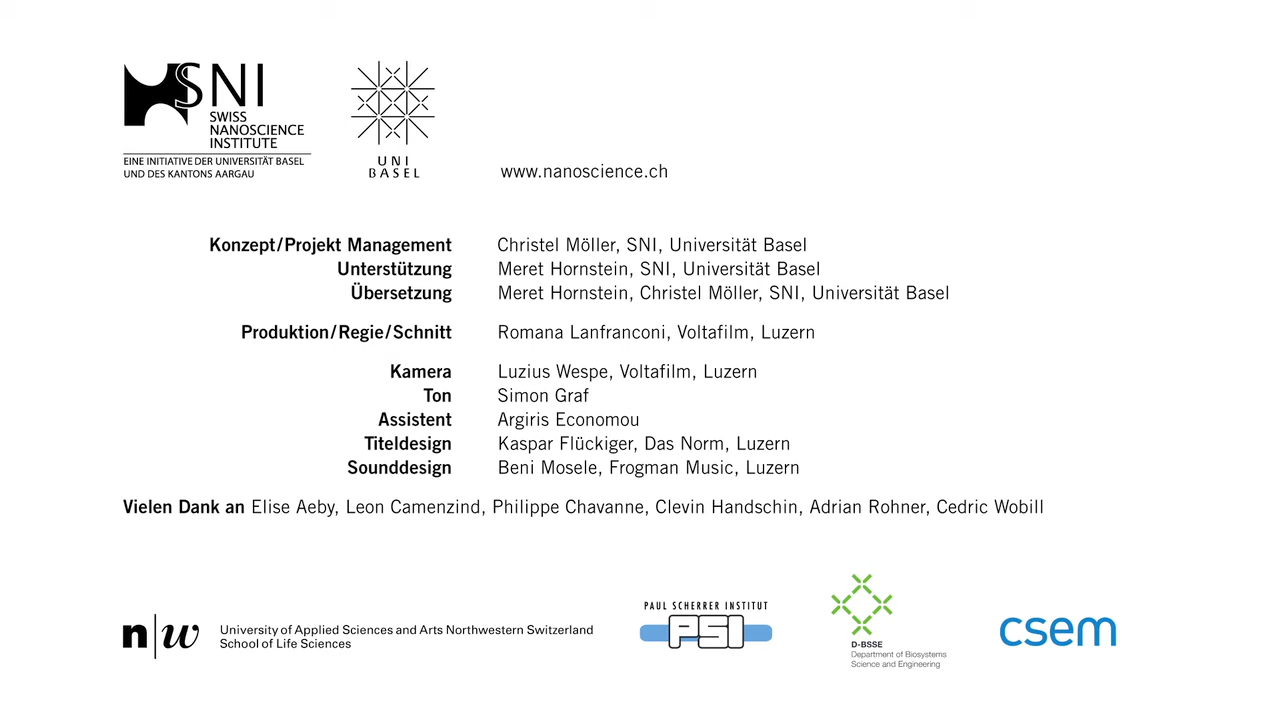 SNI
SWISS
NANOSCIENCE
INSTITUTE
EINE INITIATIVE DER UNIVERSITÄT BASEL
UND DES KANTONS AARGAU
UNI
BASEL
www.nanoscience.ch
Konzept/Projekt Management Christel Möller, SNI, Universität Basel
Unterstützung Meret Hornstein, SNI, Universität Basel
Übersetzung Meret Hornstein, Christel Möller, SNI, Universität Basel
Produktion/Regie/Schnitt Romana Lanfranconi, Voltafilm, Luzern
Kamera Luzius Wespe, Voltafilm, Luzern
Ton Simon Graf
Assistent Argiris Economou
Titeldesign Kaspar Flückiger, Das Norm, Luzern
Sounddesign Beni Mosele, Frogman Music, Luzern
Vielen Dank an Elise Aeby, Leon Camenzind, Philippe Chavanne, Clevin Handschin, Adrian Rohner, Cedric Wobill
n|w University of Applied Sciences and Arts Northwestern Switzerland
School of Life Sciences
PAUL SCHERRER INSTITUT
PSI
D-BSSE
Department of Biosystems
Science and Engineering
csem